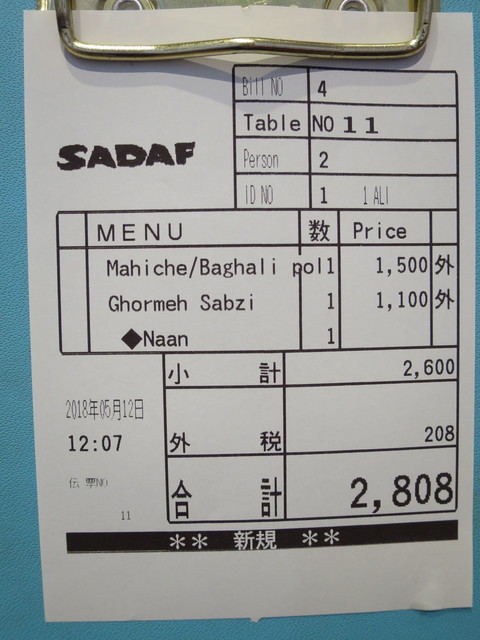 Bill NO 4
Table NO 11
SADAF
Person 2
ID NO 1 1 ALI
MENU 数 Price
Mahiche/Baghali pol1 1,500 外
Ghormeh Sabzi 1 1,100 外
◆Naan 1
小計 2,600
2018年05月12日
12:07
外税 208
伝票NO
合計 2,808
11
** 新規 **